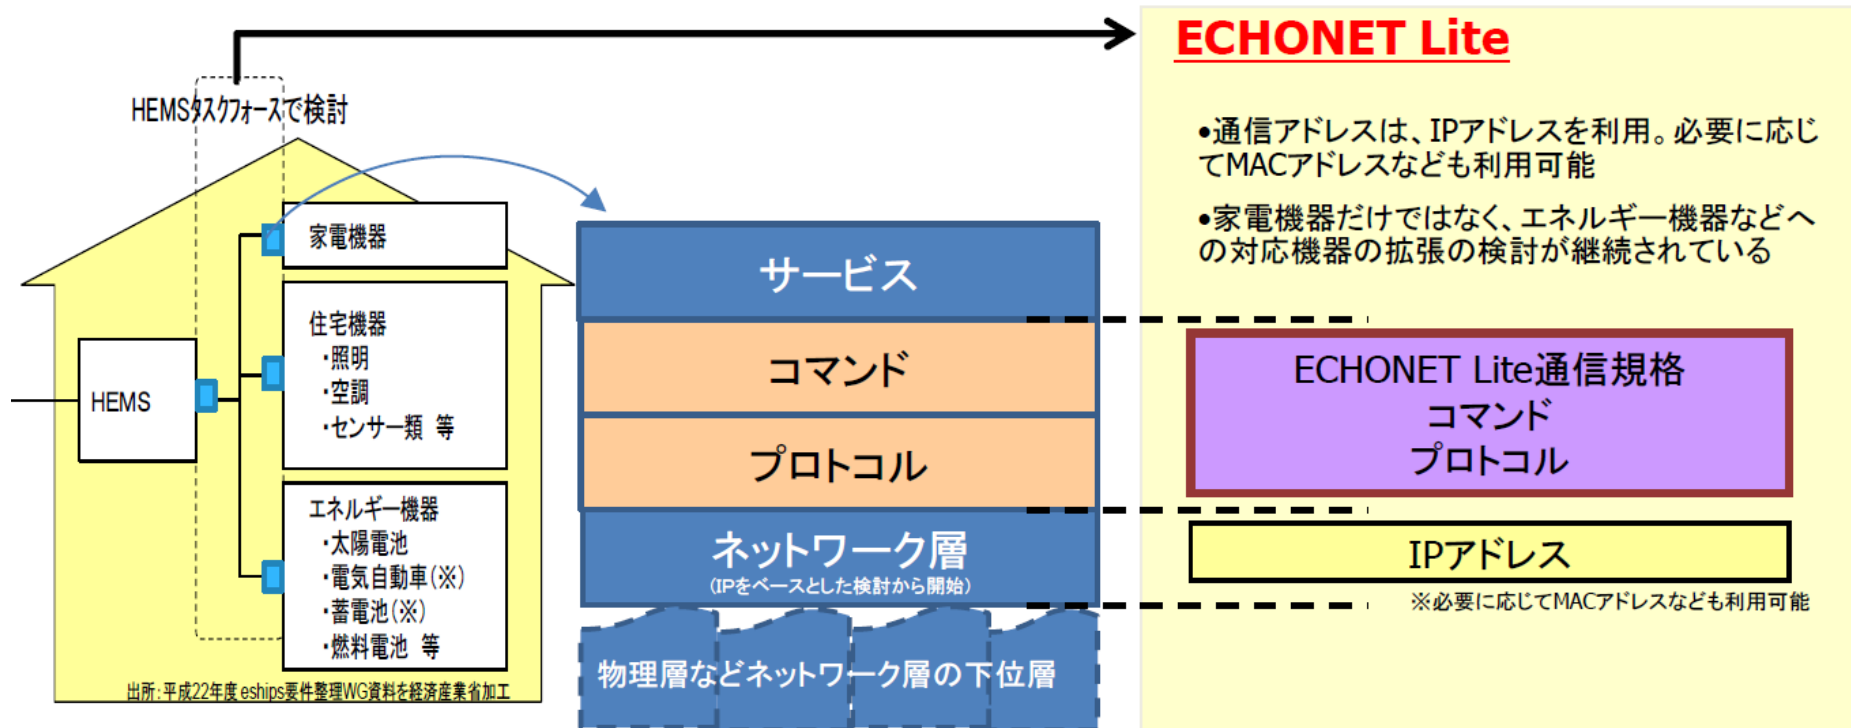 HEMSタスクフォースで検討
HEMS
家電機器
住宅機器
・照明
・空調
・センサー類 等
エネルギー機器
・太陽電池
・電気自動車(※)
・蓄電池(※)
・燃料電池 等
出所:平成22年度 eships要件整理WG資料を経済産業省加工
サービス
コマンド
プロトコル
ネットワーク層
(IPをベースとした検討から開始)
物理層などネットワーク層の下位層
ECHONET Lite
•通信アドレスは、IPアドレスを利用。必要に応じ
てMACアドレスなども利用可能
•家電機器だけではなく、エネルギー機器などへ
の対応機器の拡張の検討が継続されている
ECHONET Lite通信規格
コマンド
プロトコル
IPアドレス
※必要に応じてMACアドレスなども利用可能